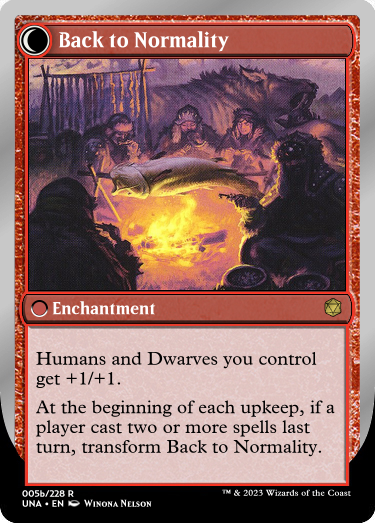 Back to Normality
Enchantment
Humans and Dwarves you control
get +1/+1.
At the beginning of each upkeep, if a
player cast two or more spells last
turn, transform Back to Normality.
005b/228 R
UNA • EN Winona Nelson
™ & 2023 Wizards of the Coast